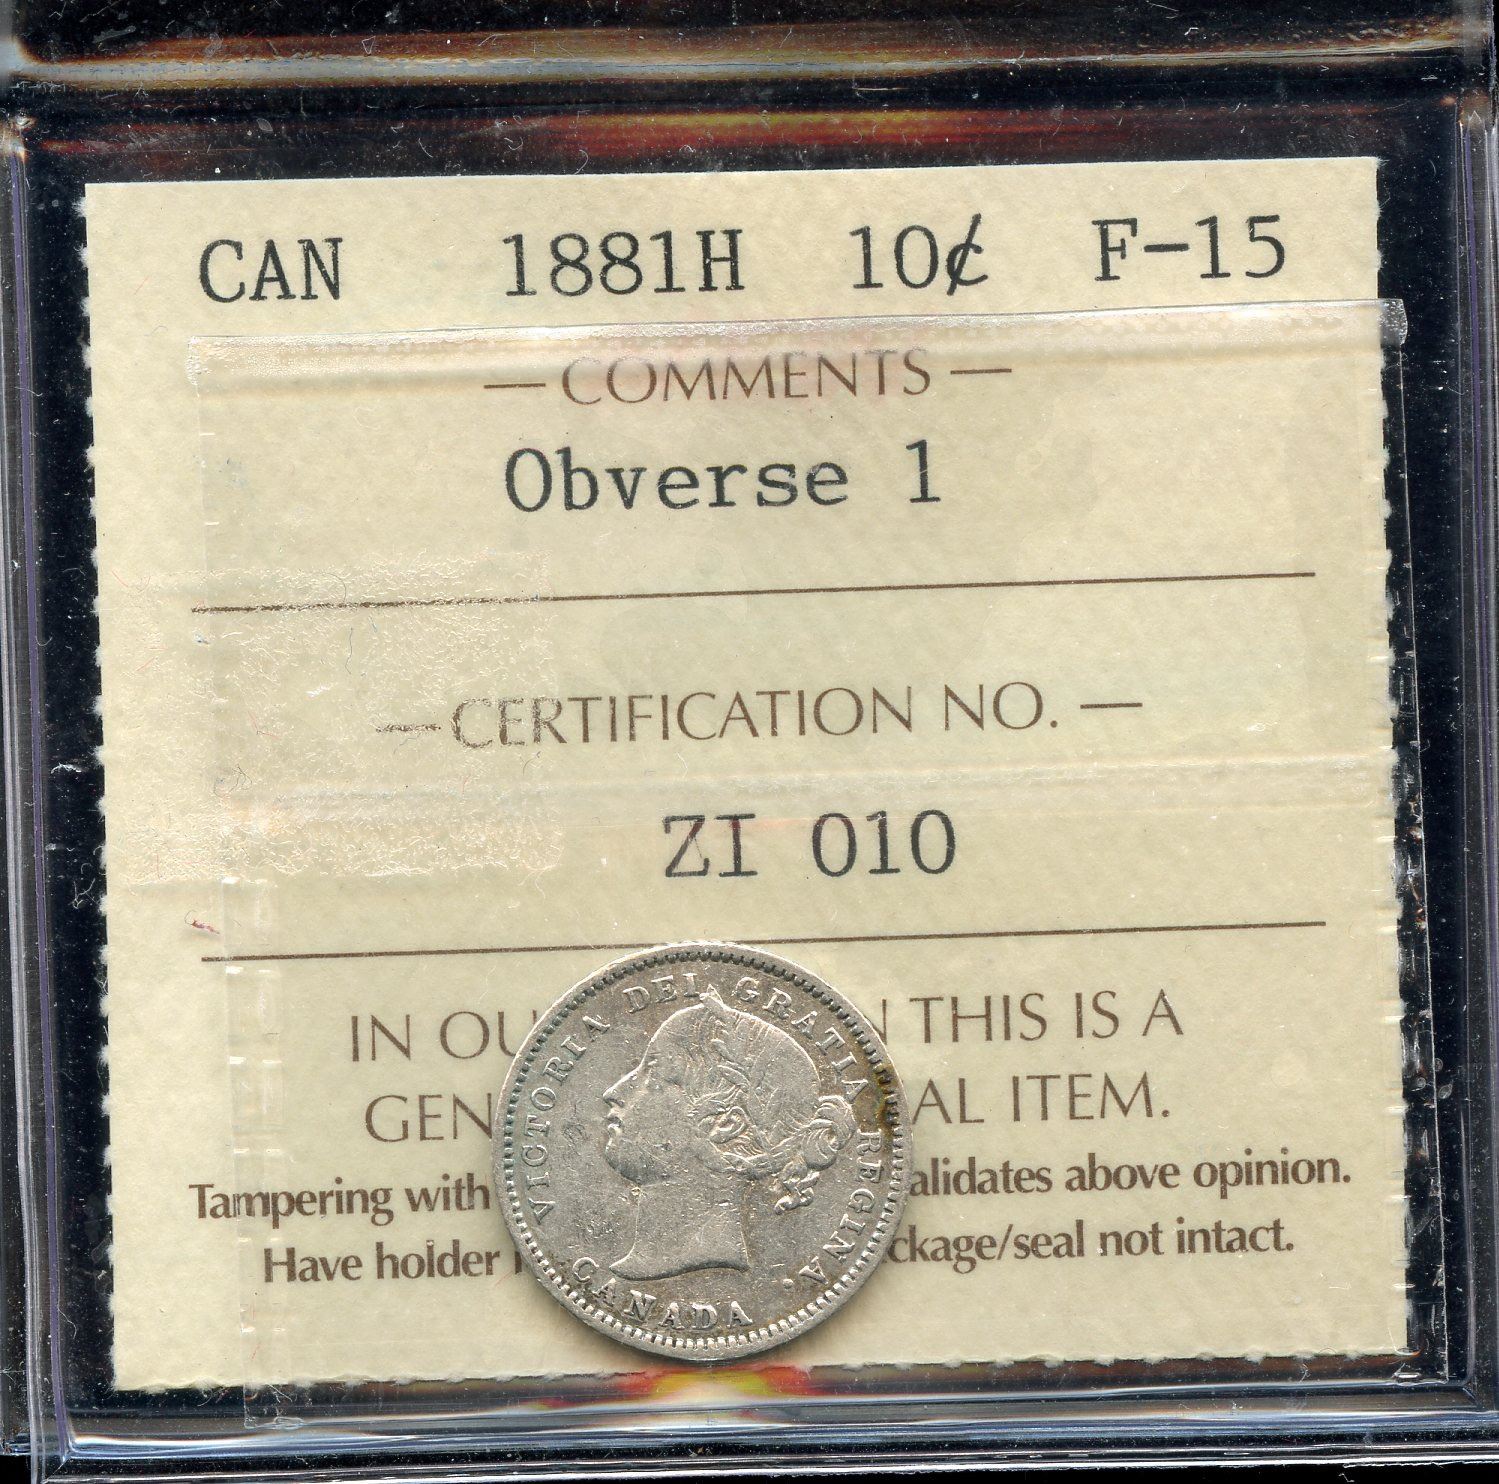 CAN 1881H 10¢ F-15
— COMMENTS —
Obverse 1
— CERTIFICATION NO. —
ZI 010
IN OU N THIS IS A
GEN AL ITEM.
Tampering with alidates above opinion.
Have holder ckage/seal not intact.
VICTORIA DEI GRATIA REGINA.
CANADA